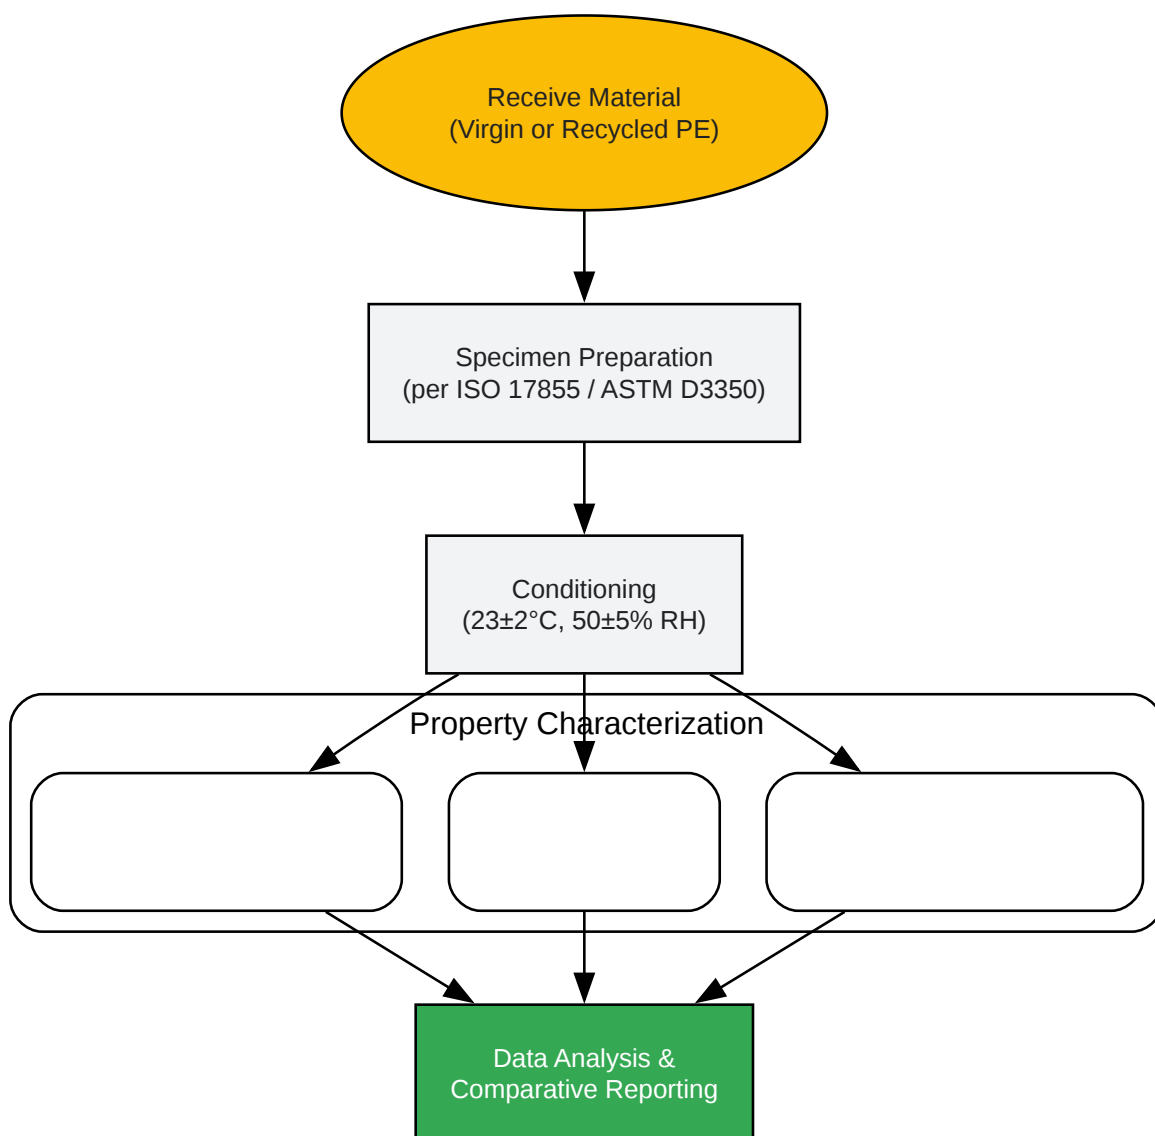 Receive Material
(Virgin or Recycled PE)
Specimen Preparation
(per ISO 17855 / ASTM D3350)
Conditioning
(23±2°C, 50±5% RH)
Property Characterization
Data Analysis &
Comparative Reporting